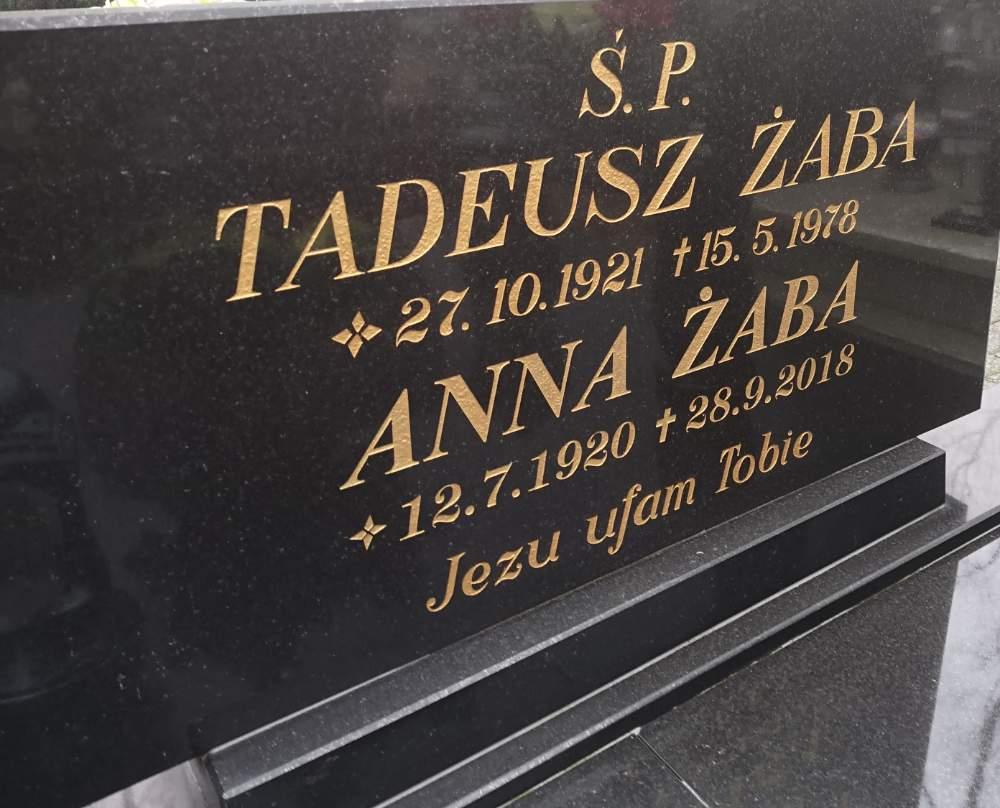 Ś. P.
TADEUSZ ŻABA
27. 10. 1921 † 15. 5. 1978
ANNA ŻABA
12. 7. 1920 † 28. 9. 2018
Jezu ufam Tobie